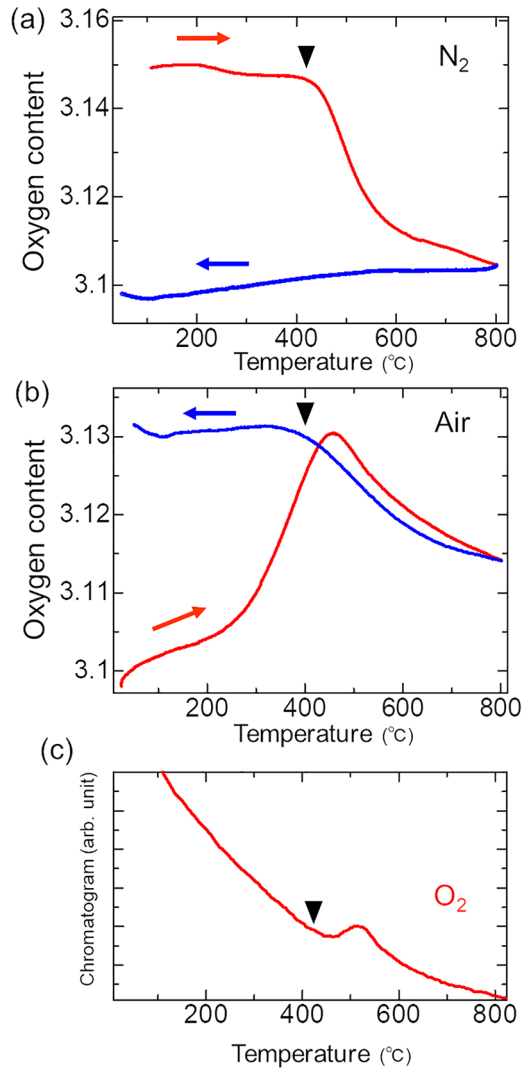 (a)
3.16
3.14
3.12
3.1
Oxygen content
N2
200 400 600 800
Temperature (℃)
(b)
3.13
3.12
3.11
3.1
Oxygen content
Air
200 400 600 800
Temperature (℃)
(c)
Chromatogram (arb. unit)
O2
200 400 600 800
Temperature (℃)